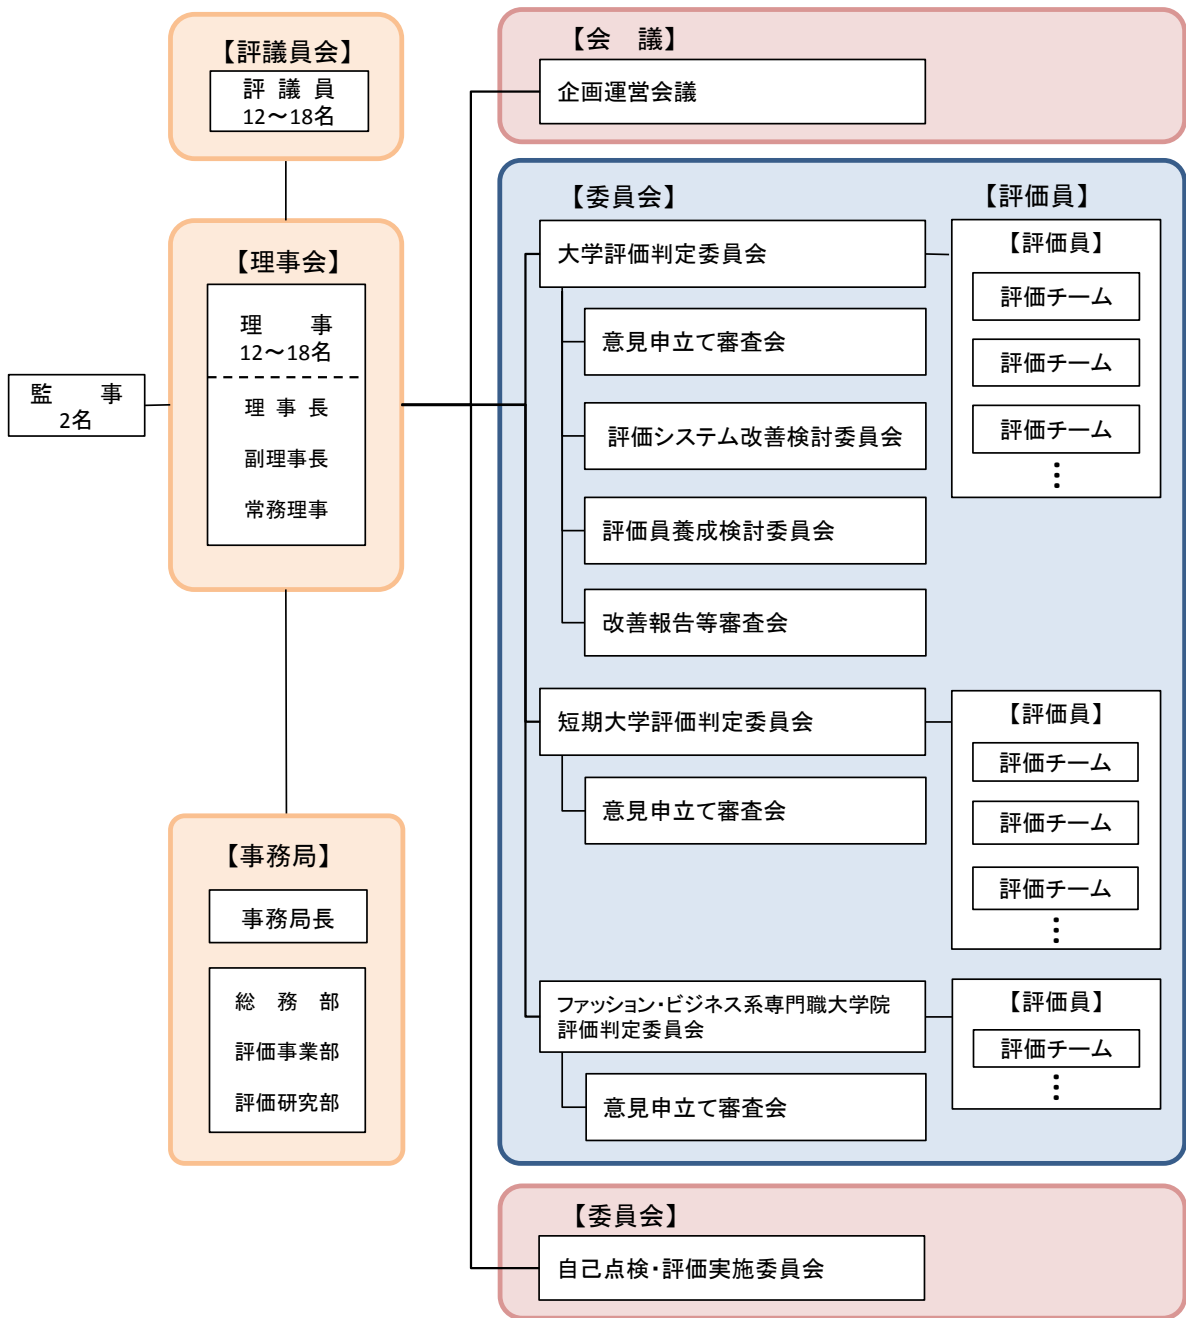 【評議員会】
評 議 員
12～18名
【理事会】
理　　事
12～18名
理 事 長
副理事長
常務理事
監　　事
2名
【事務局】
事務局長
総　務　部
評価事業部
評価研究部
【会　議】
企画運営会議
【委員会】
【評価員】
大学評価判定委員会
意見申立て審査会
評価システム改善検討委員会
評価員養成検討委員会
改善報告等審査会
【評価員】
評価チーム
評価チーム
評価チーム
⋮
短期大学評価判定委員会
意見申立て審査会
【評価員】
評価チーム
評価チーム
評価チーム
⋮
ファッション・ビジネス系専門職大学院
評価判定委員会
意見申立て審査会
【評価員】
評価チーム
⋮
【委員会】
自己点検・評価実施委員会